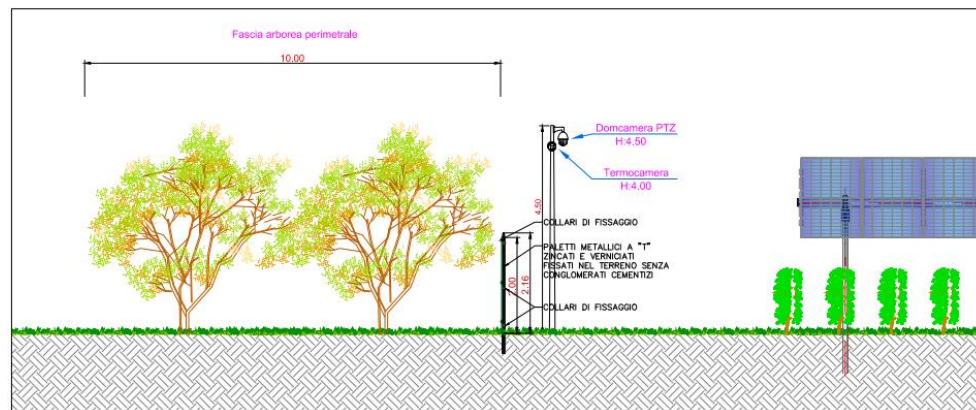 Fascia arborea perimetrale
10.00
Domcamera PTZ
H:4.50
Termocamera
H:4.00
4.50
COLLARI DI FISSAGGIO
PALETTI METALLICI A "T"
ZINCATI E VERNICIATI
FISSATI NEL TERRENO SENZA
CONGLOMERATI CEMENTIZI
2.00
2.16
COLLARI DI FISSAGGIO